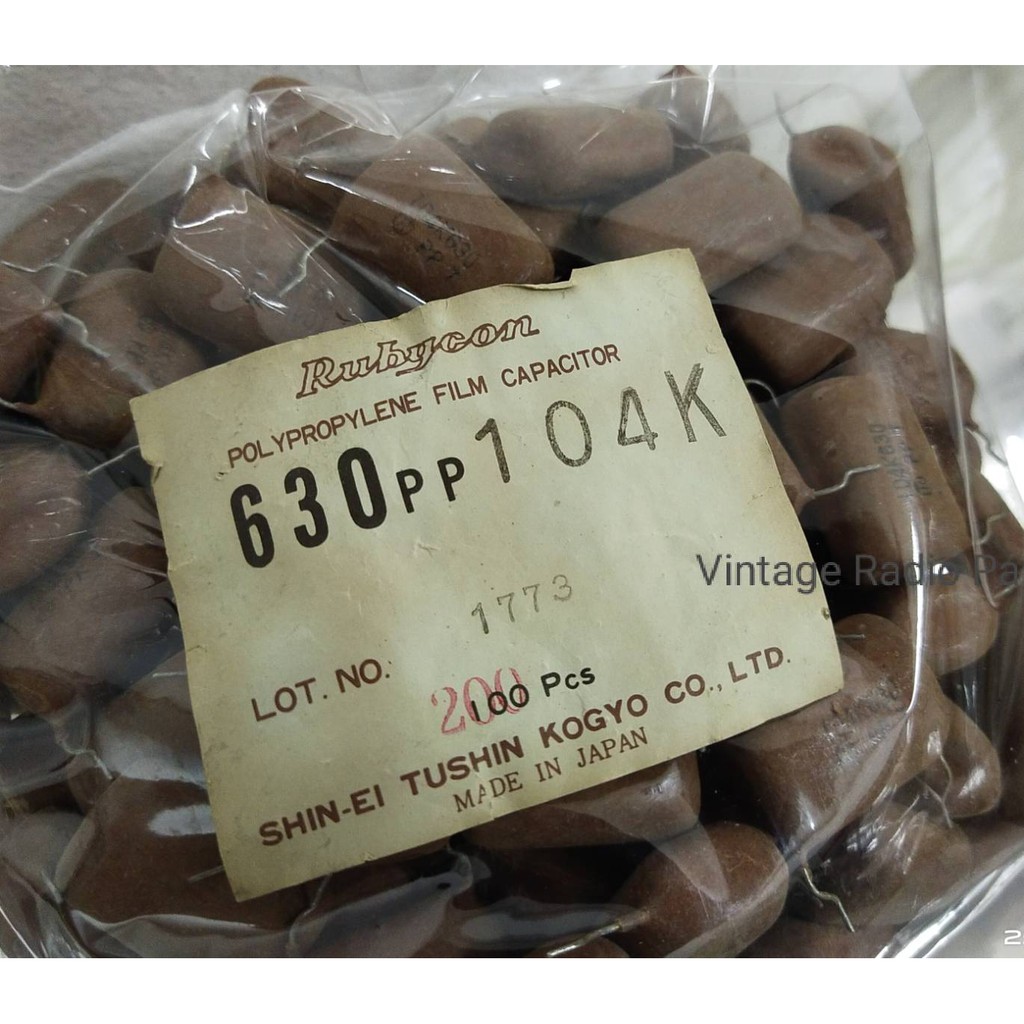 Rubycon
POLYPROPYLENE FILM CAPACITOR
630PP104K
1773
LOT. NO.
200
100 Pcs
SHIN-EI TUSHIN KOGYO CO., LTD.
MADE IN JAPAN
Vintage Radio Pa